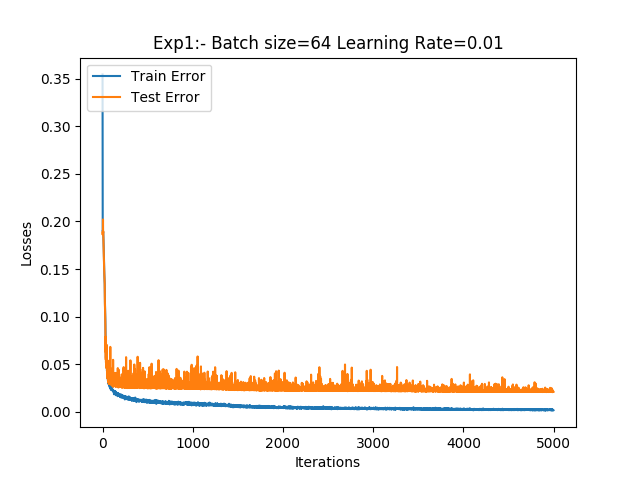 Exp1:- Batch size=64 Learning Rate=0.01
Train Error
Test Error
0.35
0.30
0.25
0.20
0.15
0.10
0.05
0.00
Losses
0 1000 2000 3000 4000 5000
Iterations